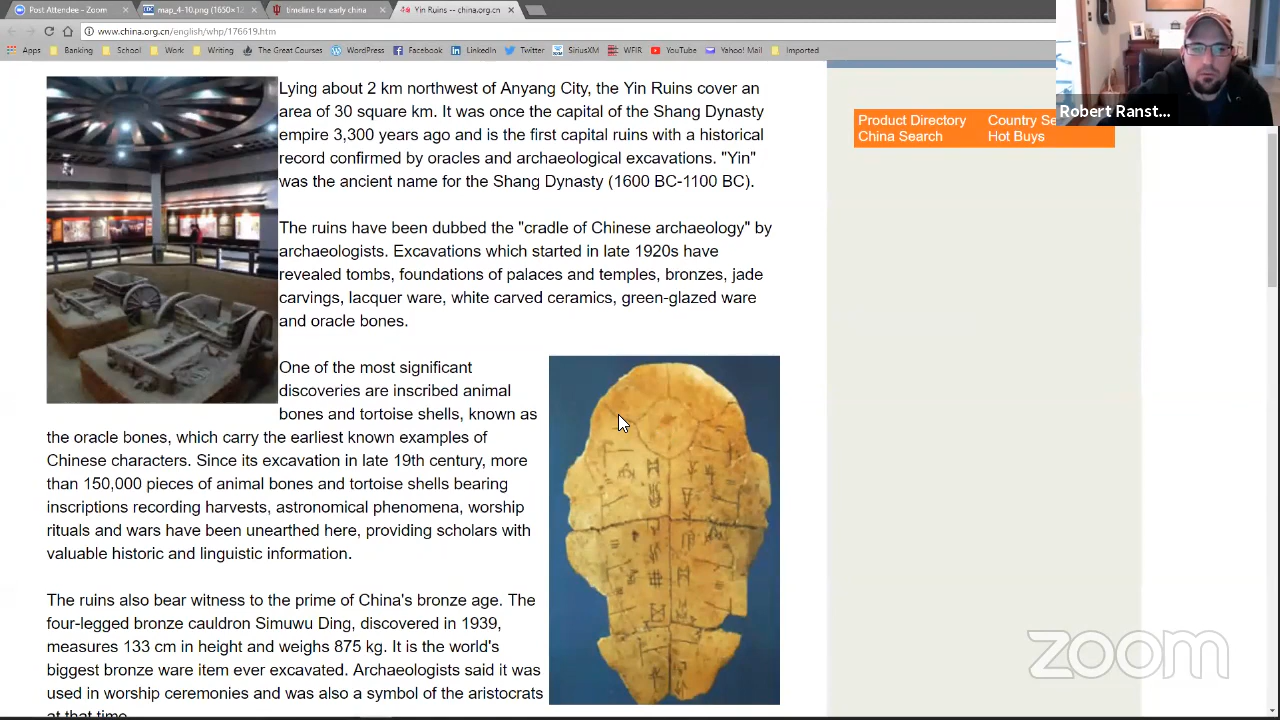 Post Attendee - Zoom
map_4-10.png (1650×12
timeline for early china
Yin Ruins -- china.org.cn
www.china.org.cn/english/whp/176619.htm
Apps
Banking
School
Work
Writing
The Great Courses
WordPress
Facebook
LinkedIn
Twitter
SiriusXM
WFIR
YouTube
Yahoo! Mail
Imported
Robert Ranst...
Lying about 2 km northwest of Anyang City, the Yin Ruins cover an
area of 30 square km. It was once the capital of the Shang Dynasty
empire 3,300 years ago and is the first capital ruins with a historical
record confirmed by oracles and archaeological excavations. "Yin"
was the ancient name for the Shang Dynasty (1600 BC-1100 BC).
The ruins have been dubbed the "cradle of Chinese archaeology" by
archaeologists. Excavations which started in late 1920s have
revealed tombs, foundations of palaces and temples, bronzes, jade
carvings, lacquer ware, white carved ceramics, green-glazed ware
and oracle bones.
One of the most significant
discoveries are inscribed animal
bones and tortoise shells, known as
the oracle bones, which carry the earliest known examples of
Chinese characters. Since its excavation in late 19th century, more
than 150,000 pieces of animal bones and tortoise shells bearing
inscriptions recording harvests, astronomical phenomena, worship
rituals and wars have been unearthed here, providing scholars with
valuable historic and linguistic information.
The ruins also bear witness to the prime of China's bronze age. The
four-legged bronze cauldron Simuwu Ding, discovered in 1939,
measures 133 cm in height and weighs 875 kg. It is the world's
biggest bronze ware item ever excavated. Archaeologists said it was
used in worship ceremonies and was also a symbol of the aristocrats
at that time.
Product Directory
Country Se
China Search
Hot Buys
zoom